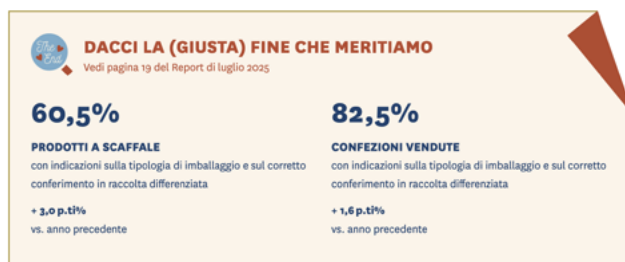 The End
DACCI LA (GIUSTA) FINE CHE MERITIAMO
Vedi pagina 19 del Report di luglio 2025
60,5%
PRODOTTI A SCAFFALE
con indicazioni sulla tipologia di imballaggio e sul corretto
conferimento in raccolta differenziata
+ 3,0 p.ti%
vs. anno precedente
82,5%
CONFEZIONI VENDUTE
con indicazioni sulla tipologia di imballaggio e sul corretto
conferimento in raccolta differenziata
+ 1,6 p.ti%
vs. anno precedente